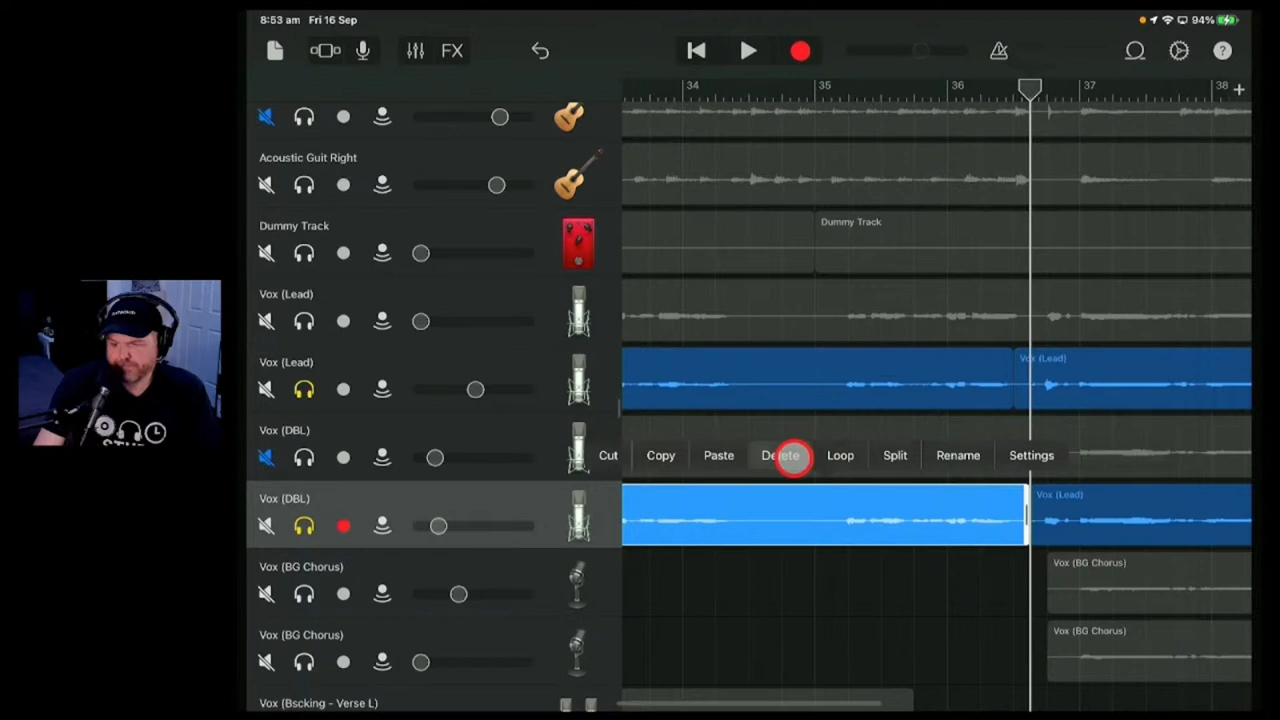 8:53 am Fri 16 Sep
94%
FX
34 35 36 37 38
Acoustic Guit Right
Dummy Track
Dummy Track
Vox (Lead)
Vox (Lead)
Vox (Lead)
Vox (DBL)
Cut Copy Paste Delete Loop Split Rename Settings
Vox (DBL)
Vox (Lead)
Vox (BG Chorus)
Vox (BG Chorus)
Vox (BG Chorus)
Vox (BG Chorus)
Vox (Bscking - Verse L)